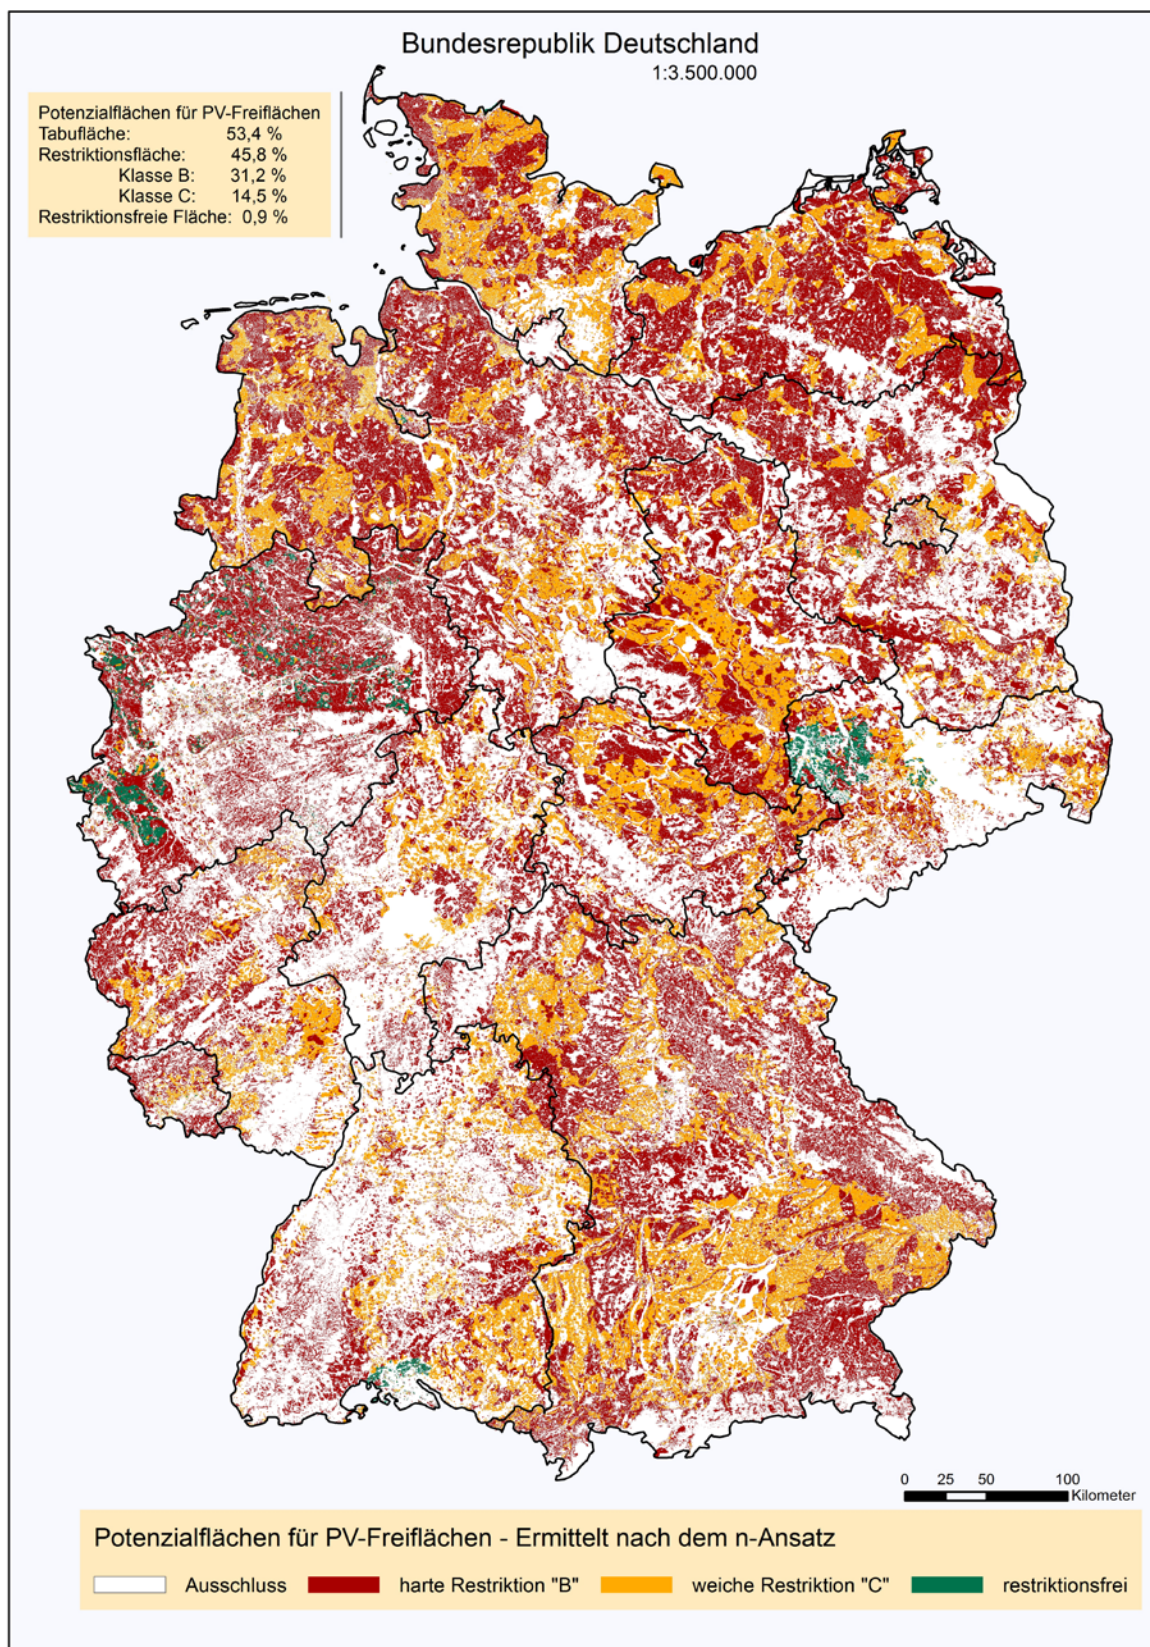 Bundesrepublik Deutschland
1:3.500.000
Potenzialflächen für PV-Freiflächen
Tabufläche: 53,4 %
Restriktionsfläche: 45,8 %
Klasse B: 31,2 %
Klasse C: 14,5 %
Restriktionsfreie Fläche: 0,9 %
0 25 50 100
Kilometer
Potenzialflächen für PV-Freiflächen - Ermittelt nach dem n-Ansatz
Ausschluss harte Restriktion "B" weiche Restriktion "C" restriktionsfrei